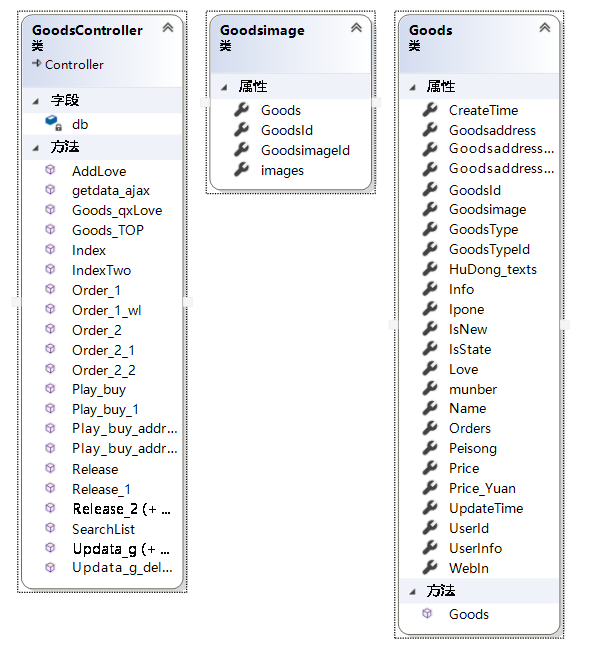 GoodsController
类
Controller
字段
db
方法
AddLove
getdata_ajax
Goods_qxLove
Goods_TOP
Index
IndexTwo
Order_1
Order_1_wl
Order_2
Order_2_1
Order_2_2
Play_buy
Play_buy_1
Play_buy_addr...
Play_buy_addr...
Release
Release_1
Release_2 (+ ...
SearchList
Updata_g (+ ...
Updata_g_del...
Goodsimage
类
属性
Goods
GoodsId
GoodsimageId
images
Goods
类
属性
CreateTime
Goodsaddress
Goodsaddress...
Goodsaddress...
GoodsId
Goodsimage
GoodsType
GoodsTypeId
HuDong_texts
Info
Ipone
IsNew
IsState
Love
munber
Name
Orders
Peisong
Price
Price_Yuan
UpdateTime
UserId
UserInfo
WebIn
方法
Goods